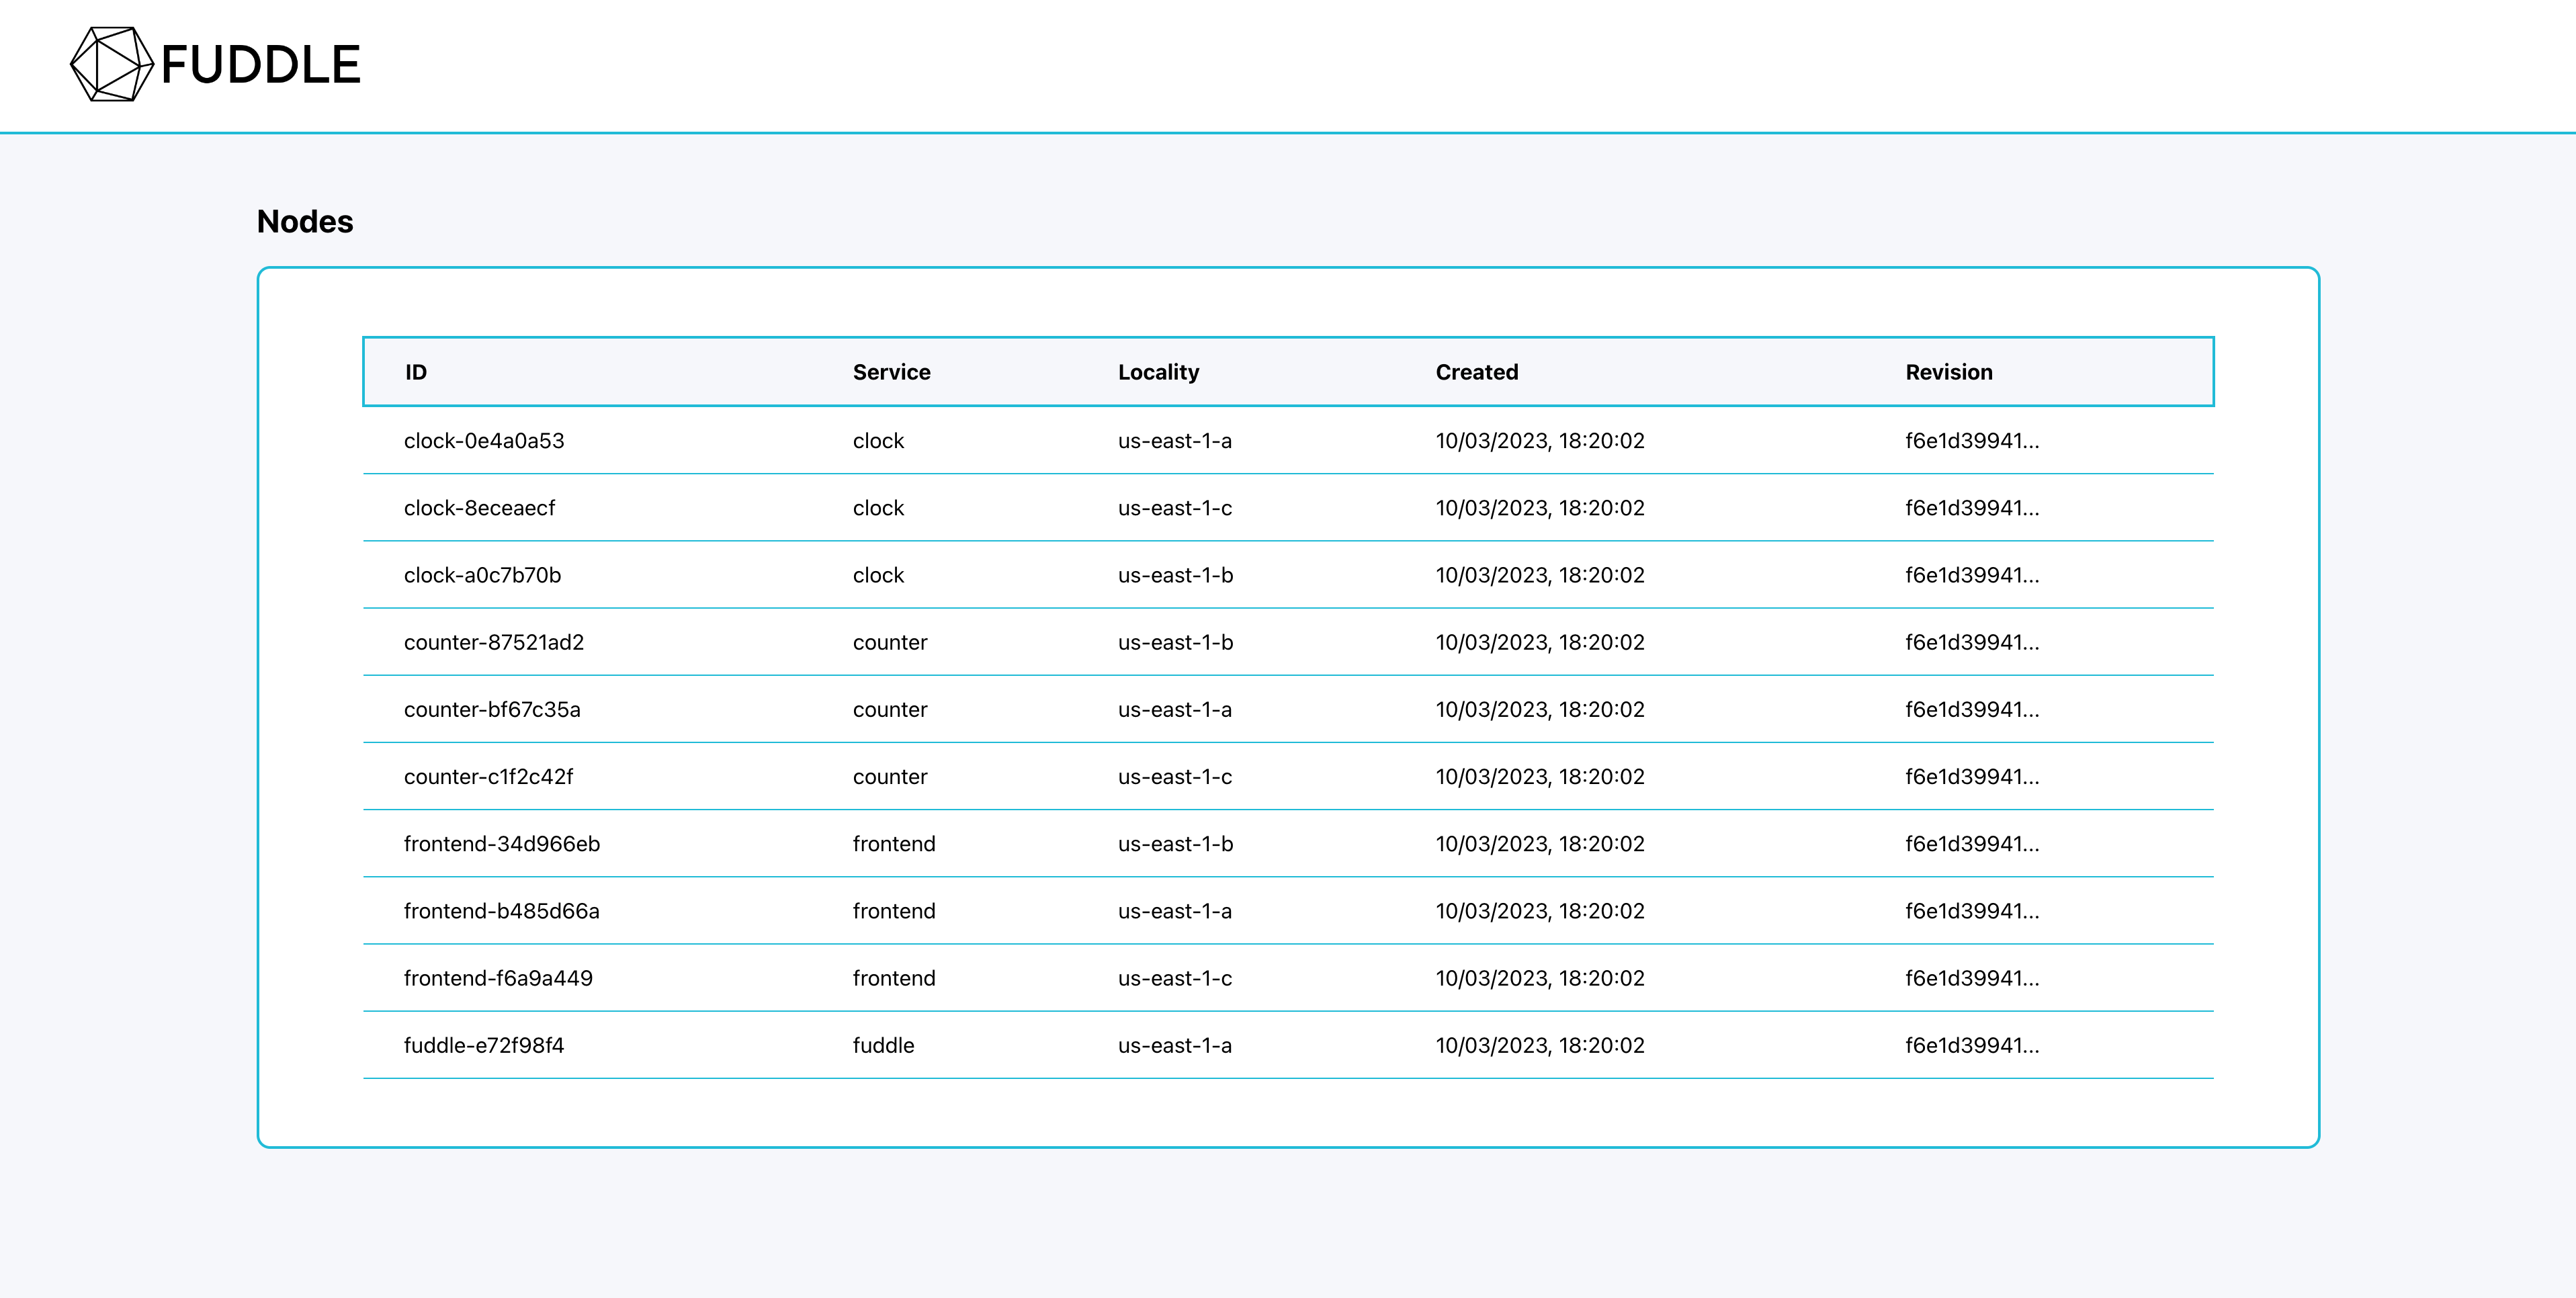 FUDDLE
Nodes
ID Service Locality Created Revision
clock-0e4a0a53 clock us-east-1-a 10/03/2023, 18:20:02 f6e1d39941...
clock-8eceaecf clock us-east-1-c 10/03/2023, 18:20:02 f6e1d39941...
clock-a0c7b70b clock us-east-1-b 10/03/2023, 18:20:02 f6e1d39941...
counter-87521ad2 counter us-east-1-b 10/03/2023, 18:20:02 f6e1d39941...
counter-bf67c35a counter us-east-1-a 10/03/2023, 18:20:02 f6e1d39941...
counter-c1f2c42f counter us-east-1-c 10/03/2023, 18:20:02 f6e1d39941...
frontend-34d966eb frontend us-east-1-b 10/03/2023, 18:20:02 f6e1d39941...
frontend-b485d66a frontend us-east-1-a 10/03/2023, 18:20:02 f6e1d39941...
frontend-f6a9a449 frontend us-east-1-c 10/03/2023, 18:20:02 f6e1d39941...
fuddle-e72f98f4 fuddle us-east-1-a 10/03/2023, 18:20:02 f6e1d39941...